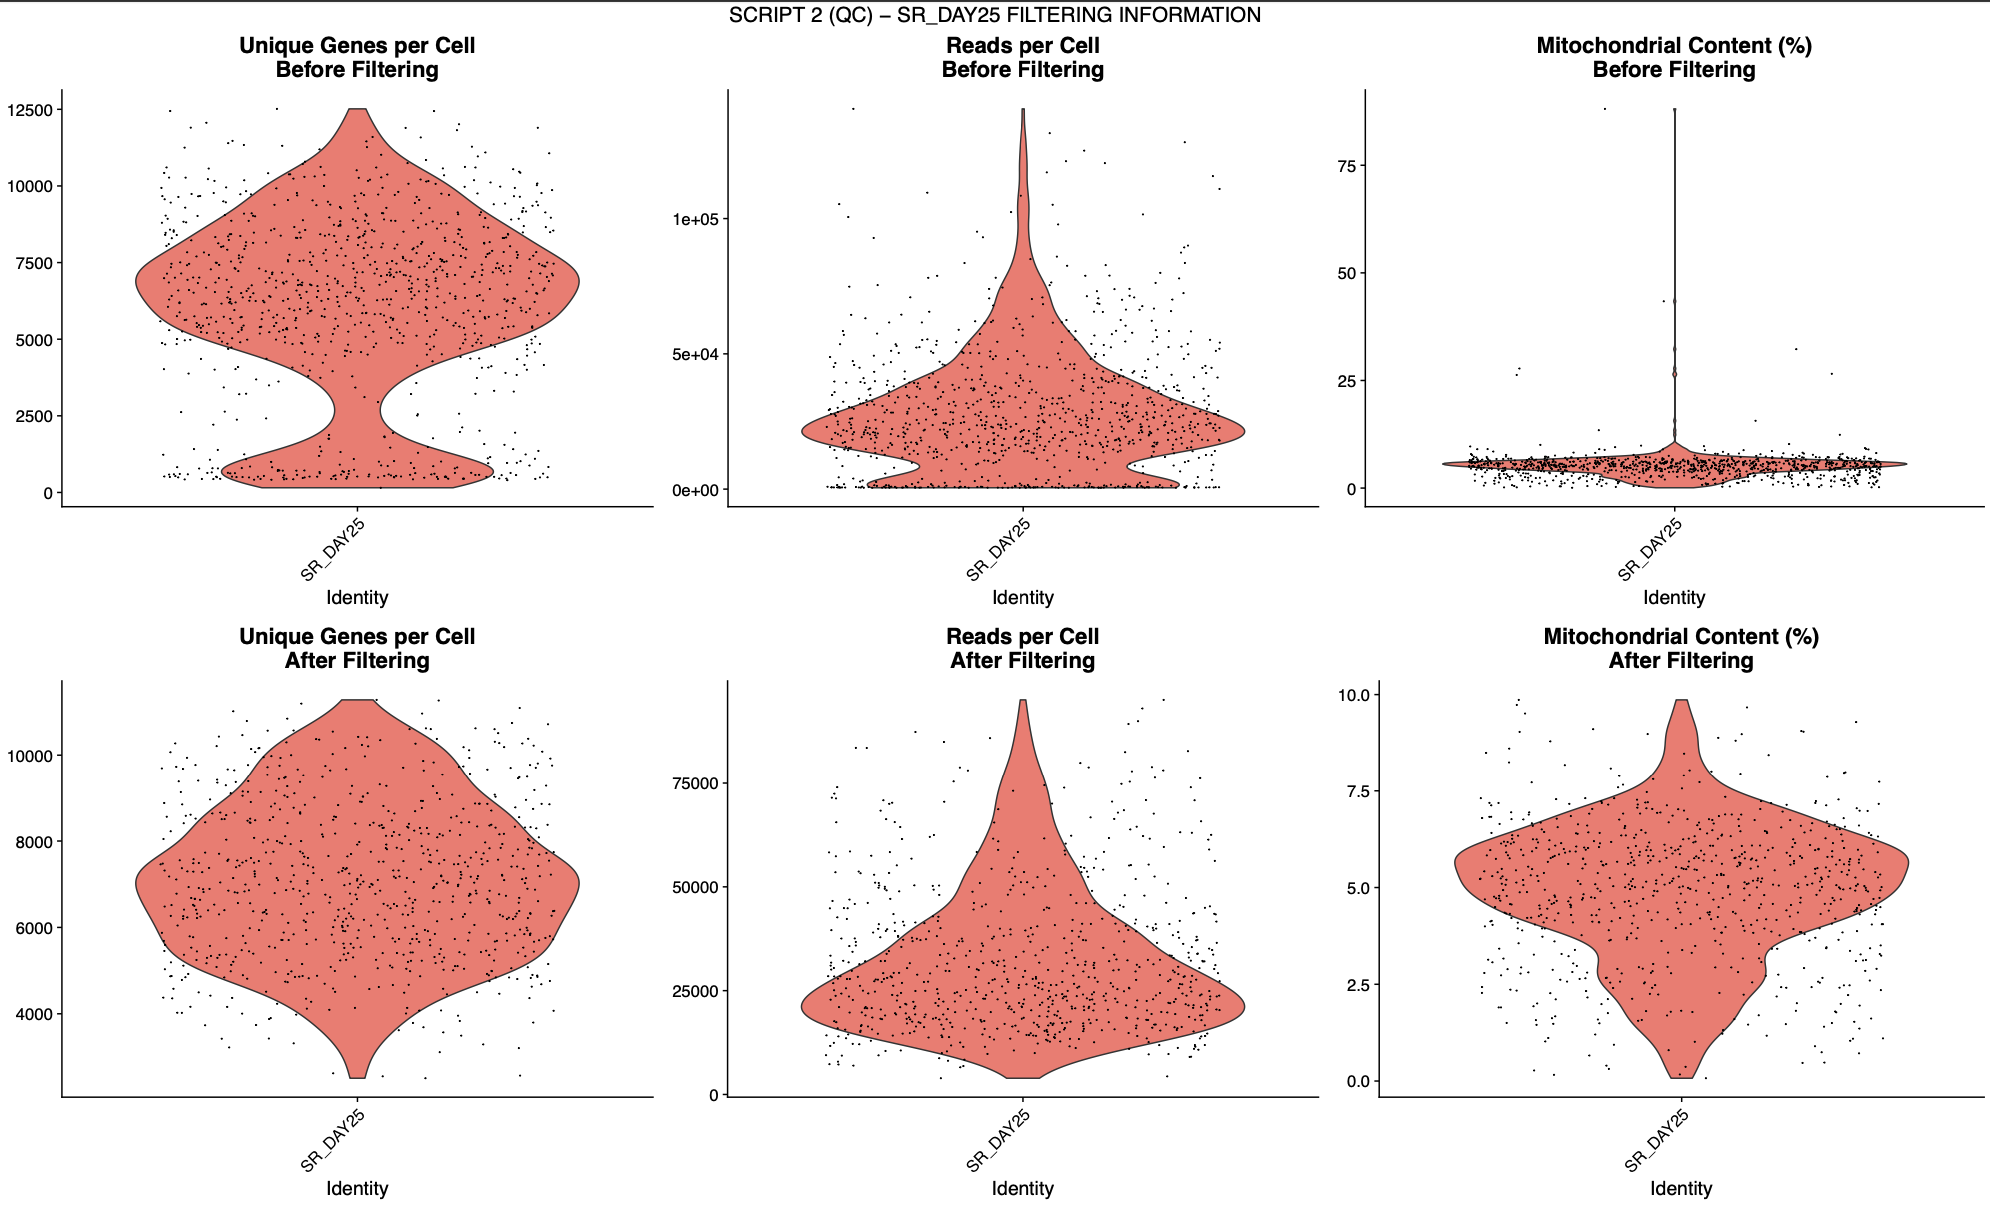 SCRIPT 2 (QC) – SR_DAY25 FILTERING INFORMATION
Unique Genes per Cell
Before Filtering
12500
10000
7500
5000
2500
0
SR_DAY25
Identity
Reads per Cell
Before Filtering
1e+05
5e+04
0e+00
SR_DAY25
Identity
Mitochondrial Content (%)
Before Filtering
75
50
25
0
SR_DAY25
Identity
Unique Genes per Cell
After Filtering
10000
8000
6000
4000
SR_DAY25
Identity
Reads per Cell
After Filtering
75000
50000
25000
0
SR_DAY25
Identity
Mitochondrial Content (%)
After Filtering
10.0
7.5
5.0
2.5
0.0
SR_DAY25
Identity